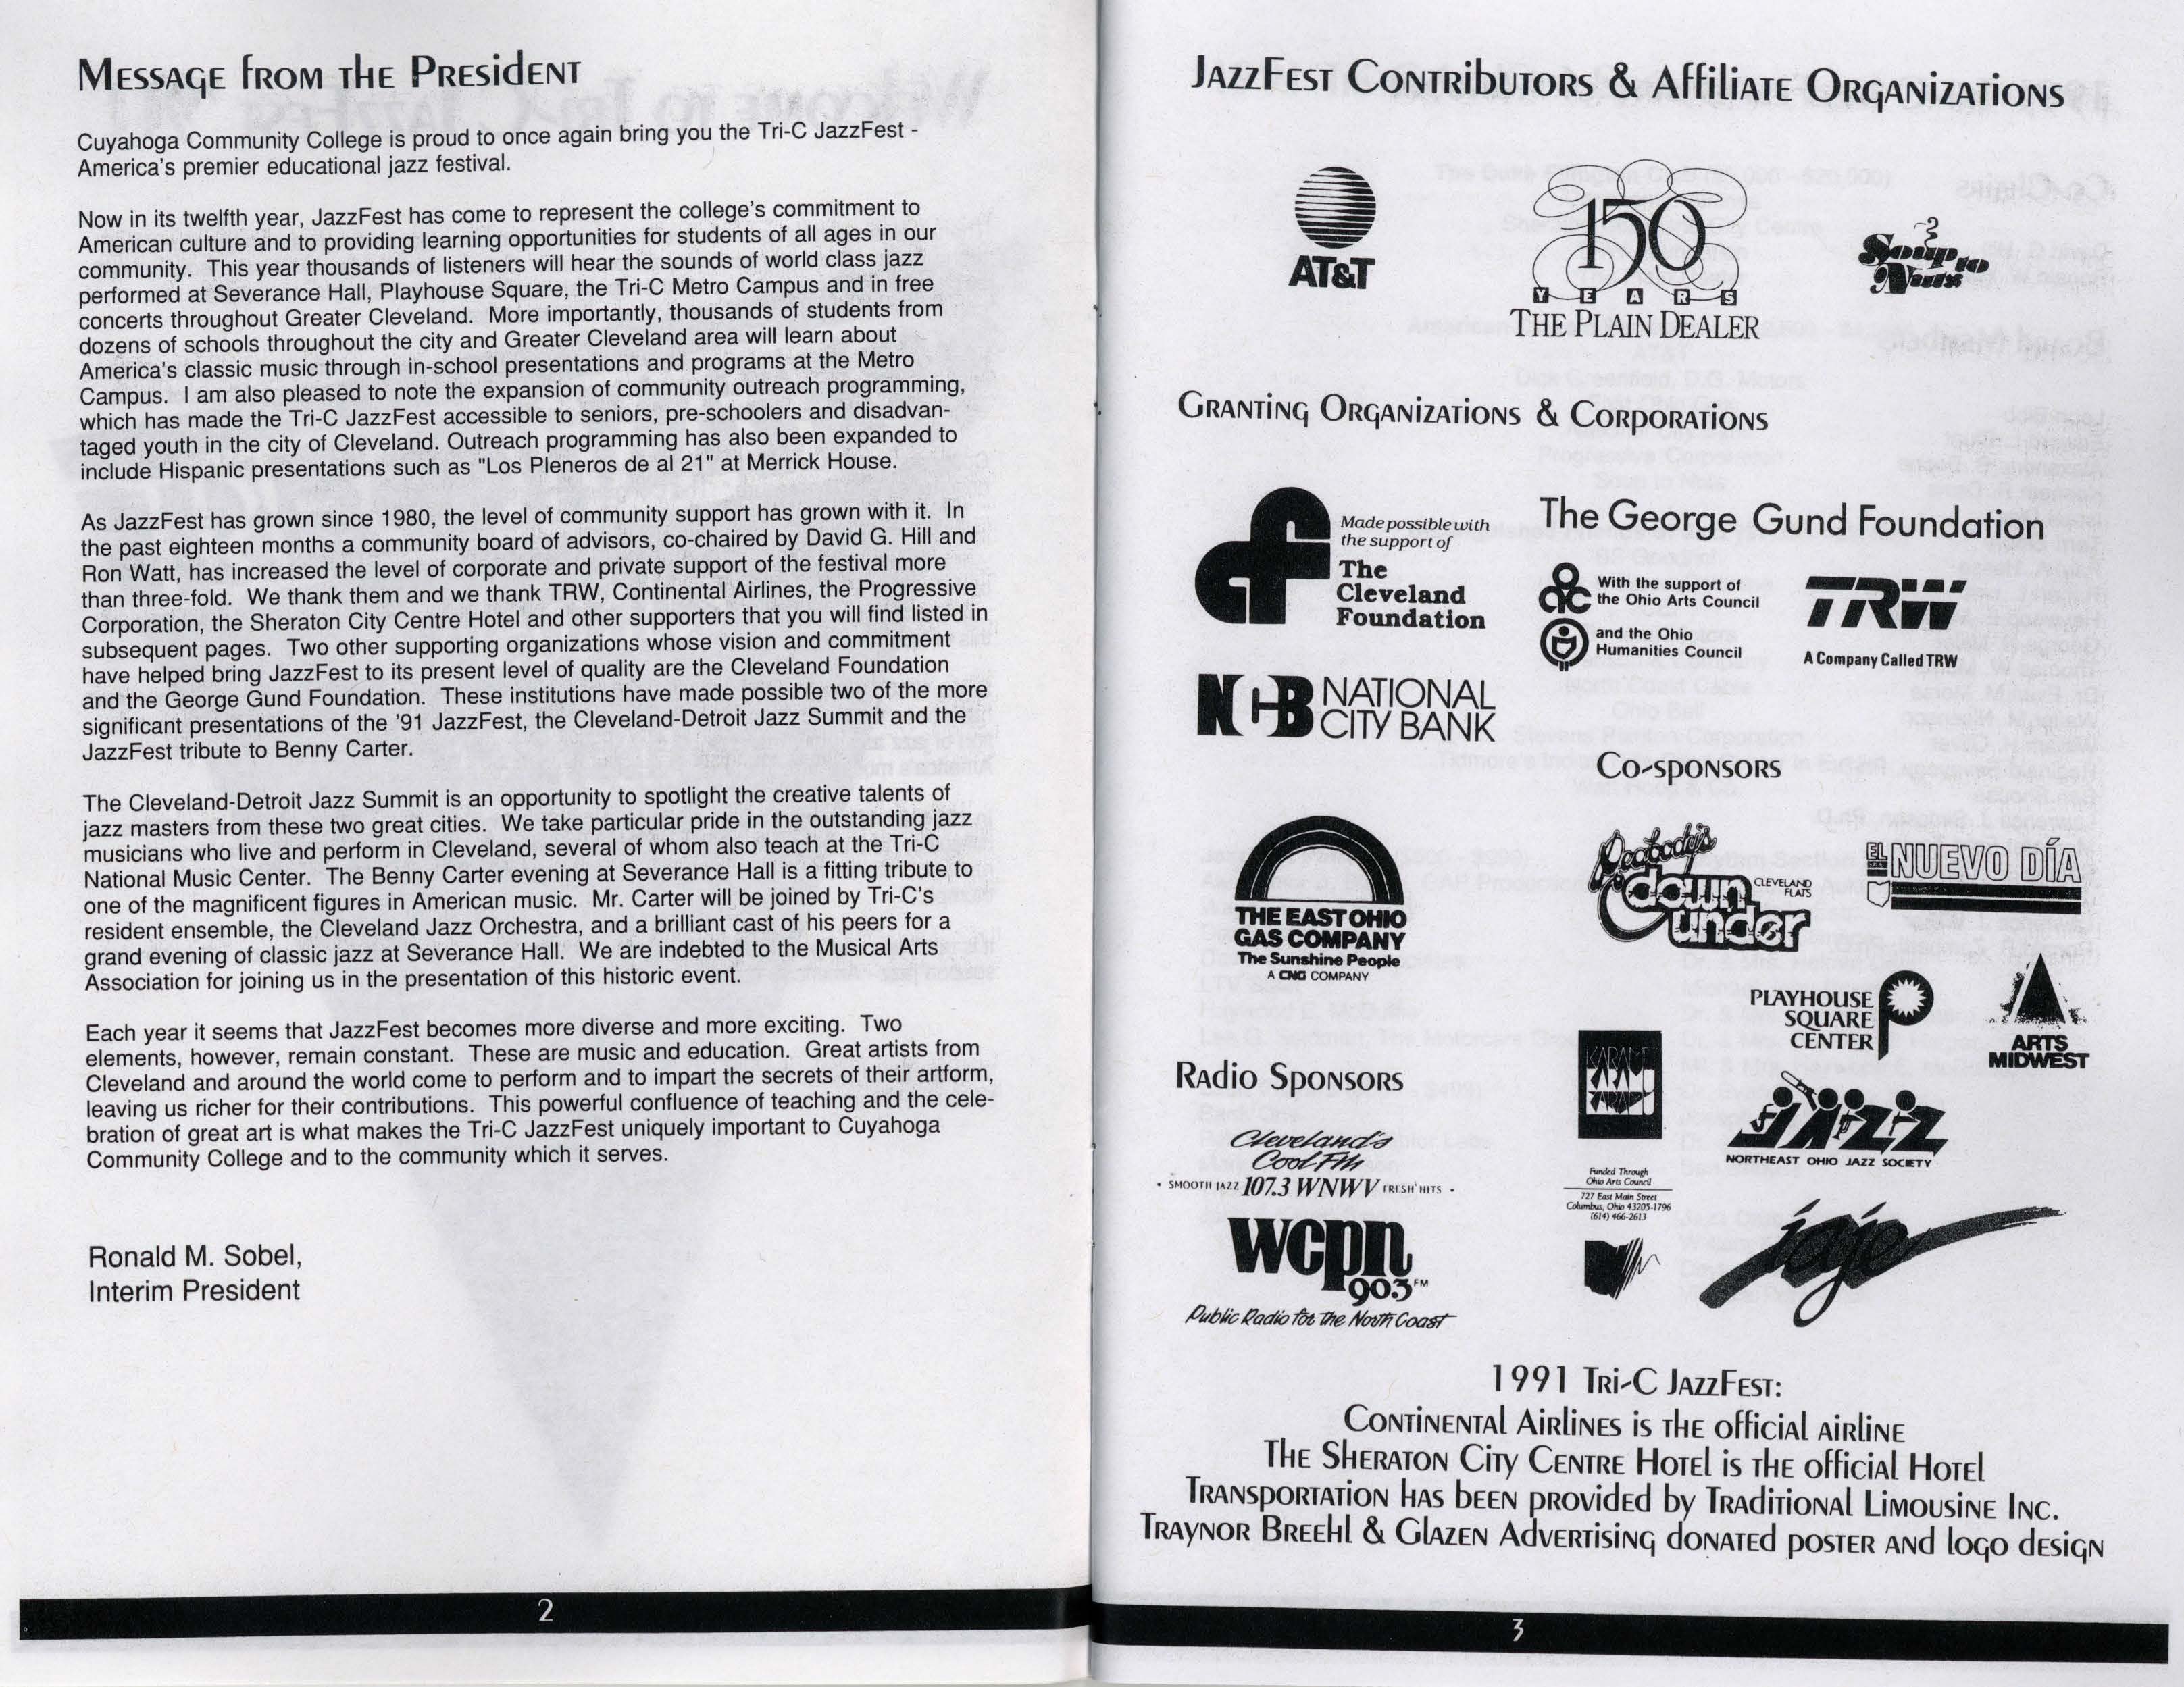 Message from the President
Cuyahoga Community College is proud to once again bring you the Tri-C JazzFest -
America's premier educational jazz festival.
Now in its twelfth year, JazzFest has come to represent the college's commitment to
American culture and to providing learning opportunities for students of all ages in our
community. This year thousands of listeners will hear the sounds of world class jazz
performed at Severance Hall, Playhouse Square, the Tri-C Metro Campus and in free
concerts throughout Greater Cleveland. More importantly, thousands of students from
dozens of schools throughout the city and Greater Cleveland area will learn about
America's classic music through in-school presentations and programs at the Metro
Campus. I am also pleased to note the expansion of community outreach programming,
which has made the Tri-C JazzFest accessible to seniors, pre-schoolers and disadvan-
taged youth in the city of Cleveland. Outreach programming has also been expanded to
include Hispanic presentations such as "Los Pleneros de al 21" at Merrick House.
As JazzFest has grown since 1980, the level of community support has grown with it. In
the past eighteen months a community board of advisors, co-chaired by David G. Hill and
Ron Watt, has increased the level of corporate and private support of the festival more
than three-fold. We thank them and we thank TRW, Continental Airlines, the Progressive
Corporation, the Sheraton City Centre Hotel and other supporters that you will find listed in
subsequent pages. Two other supporting organizations whose vision and commitment
have helped bring JazzFest to its present level of quality are the Cleveland Foundation
and the George Gund Foundation. These institutions have made possible two of the more
significant presentations of the '91 JazzFest, the Cleveland-Detroit Jazz Summit and the
JazzFest tribute to Benny Carter.
The Cleveland-Detroit Jazz Summit is an opportunity to spotlight the creative talents of
jazz masters from these two great cities. We take particular pride in the outstanding jazz
musicians who live and perform in Cleveland, several of whom also teach at the Tri-C
National Music Center. The Benny Carter evening at Severance Hall is a fitting tribute to
one of the magnificent figures in American music. Mr. Carter will be joined by Tri-C's
resident ensemble, the Cleveland Jazz Orchestra, and a brilliant cast of his peers for a
grand evening of classic jazz at Severance Hall. We are indebted to the Musical Arts
Association for joining us in the presentation of this historic event.
Each year it seems that JazzFest becomes more diverse and more exciting. Two
elements, however, remain constant. These are music and education. Great artists from
Cleveland and around the world come to perform and to impart the secrets of their artform,
leaving us richer for their contributions. This powerful confluence of teaching and the cele-
bration of great art is what makes the Tri-C JazzFest uniquely important to Cuyahoga
Community College and to the community which it serves.
Ronald M. Sobel,
Interim President
2
JazzFest Contributors & Affiliate Organizations
AT&T
150
YEARS
THE PLAIN DEALER
Soup to
Nuts
Granting Organizations & Corporations
Made possible with
the support of
The
Cleveland
Foundation
The George Gund Foundation
With the support of
the Ohio Arts Council
and the Ohio
Humanities Council
TRW
A Company Called TRW
NCB NATIONAL
CITY BANK
Co-sponsors
THE EAST OHIO
GAS COMPANY
The Sunshine People
A CNG COMPANY
Peabody's
down
under
CLEVELAND
FLATS
EL NUEVO DÍA
PLAYHOUSE
SQUARE
CENTER
ARTS
MIDWEST
KARAMU
JAZZ
NORTHEAST OHIO JAZZ SOCIETY
Funded Through
Ohio Arts Council
727 East Main Street
Columbus, Ohio 43205-1796
(614) 466-2613
iaje
Radio Sponsors
Cleveland's
Cool FM
• SMOOTH JAZZ 107.3 WNWV FRESH HITS •
wcpn
90.3 FM
Public Radio for the North Coast
1991 Tri-C JazzFest:
Continental Airlines is the official airline
The Sheraton City Centre Hotel is the official Hotel
Transportation has been provided by Traditional Limousine Inc.
Traynor Breehl & Glazen Advertising donated poster and logo design
3